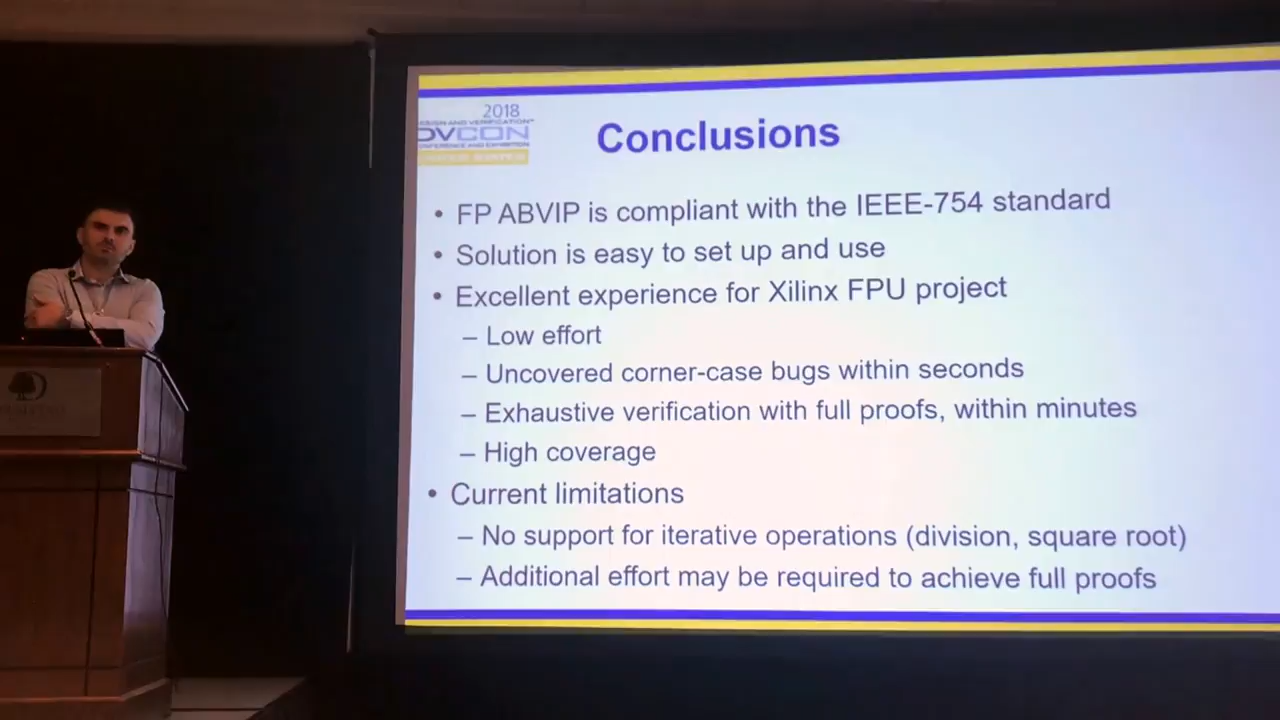 2018
DVCON
Conclusions
• FP ABVIP is compliant with the IEEE-754 standard
• Solution is easy to set up and use
• Excellent experience for Xilinx FPU project
– Low effort
– Uncovered corner-case bugs within seconds
– Exhaustive verification with full proofs, within minutes
– High coverage
• Current limitations
– No support for iterative operations (division, square root)
– Additional effort may be required to achieve full proofs